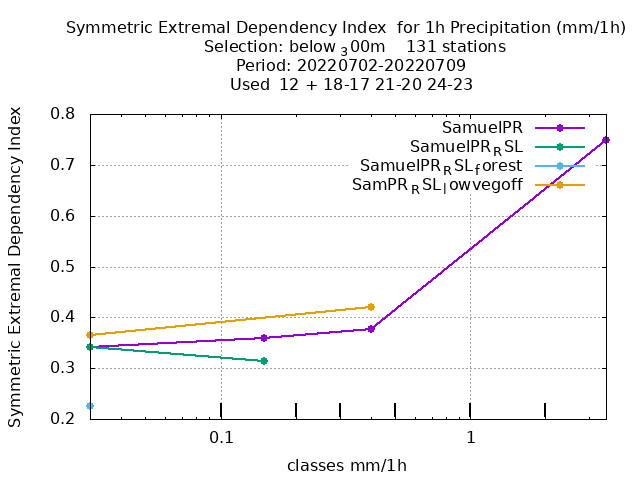 Symmetric Extremal Dependency Index  for 1h Precipitation (mm/1h)
Selection: below ₃00m    131 stations
Period: 20220702-20220709
Used  12 + 18-17 21-20 24-23
SamuelPR
SamuelPR_RSL
SamuelPR_RSL_forest
SamPR_RSL_lowvegoff
Symmetric Extremal Dependency Index
0.8
0.7
0.6
0.5
0.4
0.3
0.2
0.1
1
classes mm/1h